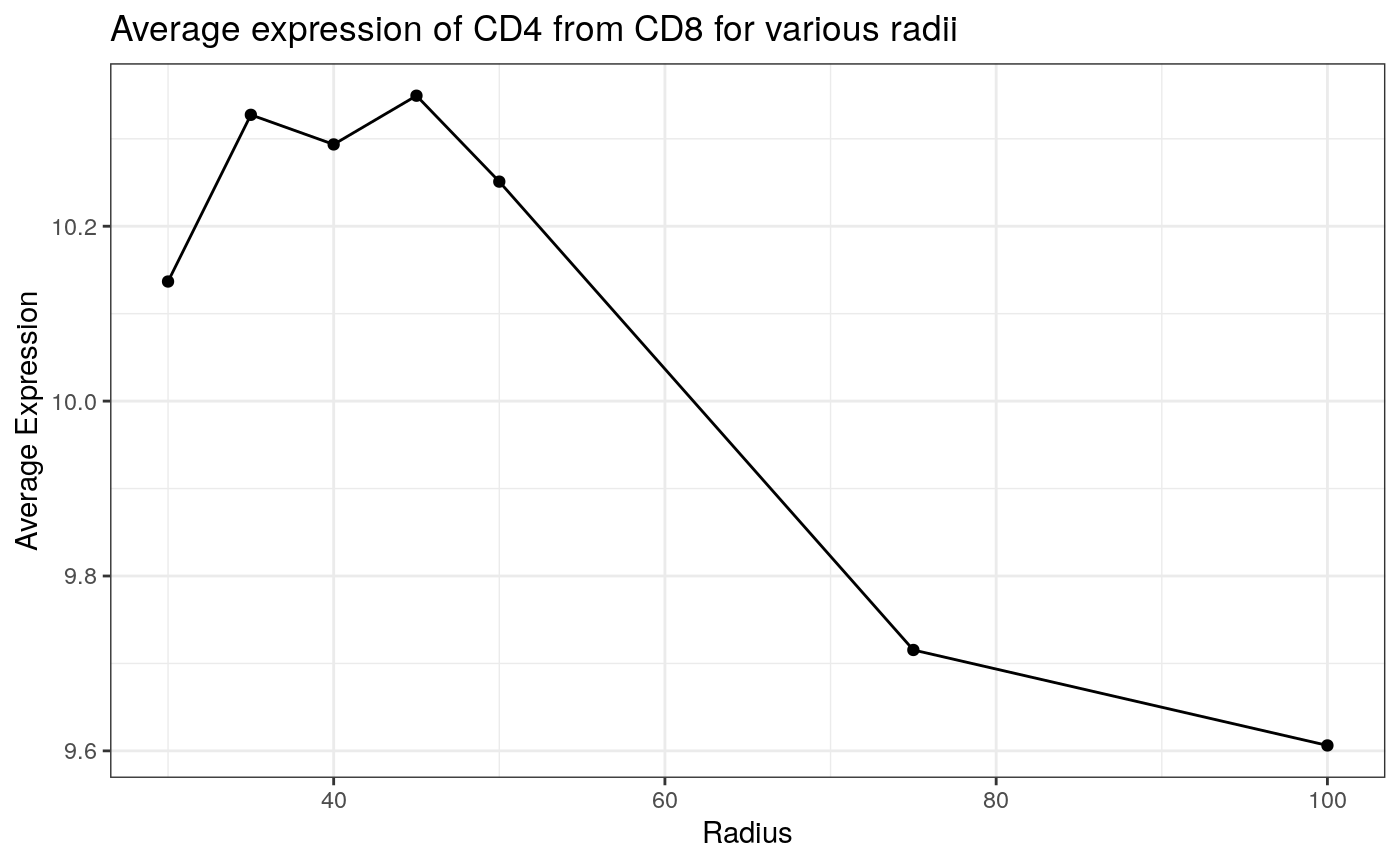 Average expression of CD4 from CD8 for various radii
Average Expression
10.2
10.0
9.8
9.6
40 60 80 100
Radius